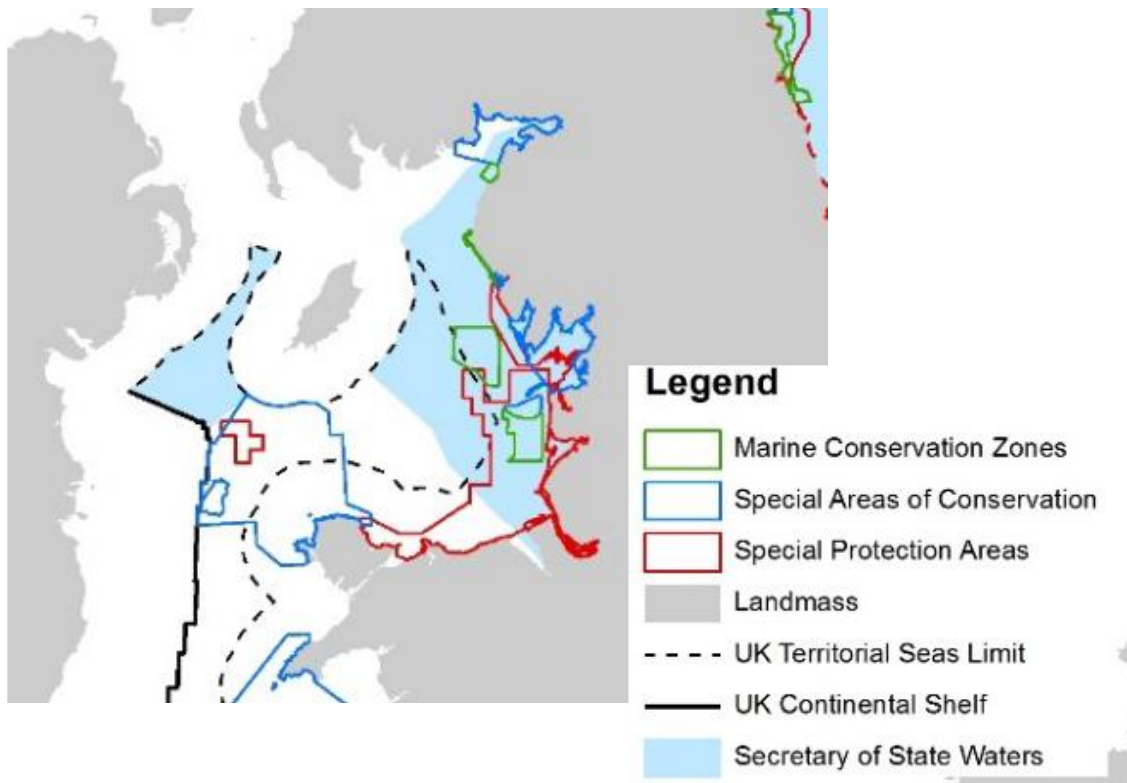 Legend
Marine Conservation Zones
Special Areas of Conservation
Special Protection Areas
Landmass
UK Territorial Seas Limit
UK Continental Shelf
Secretary of State Waters